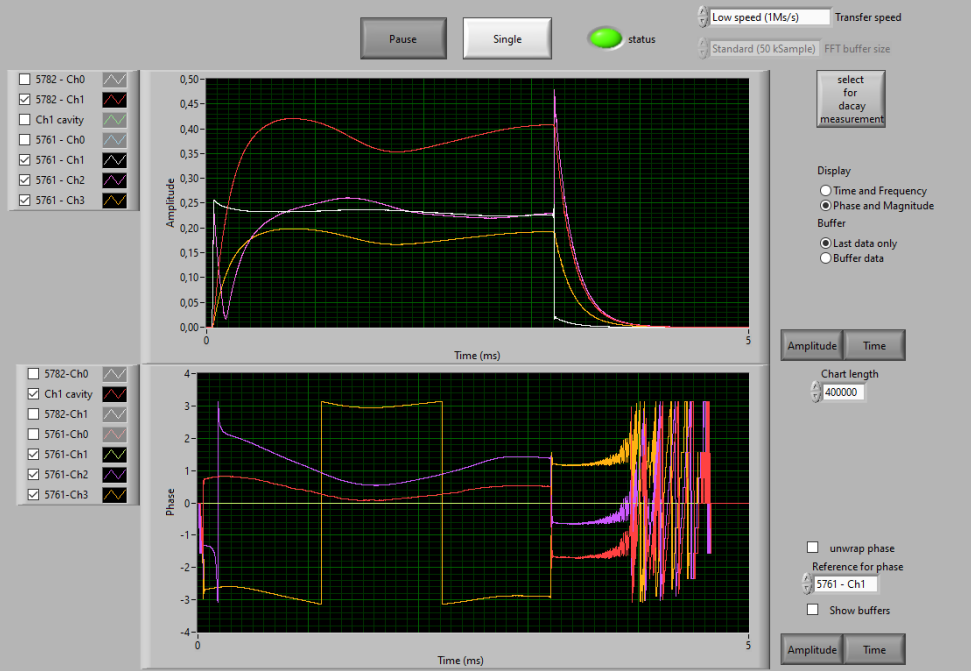 Pause
Single
status
Low speed (1Ms/s)
Transfer speed
Standard (50 kSample)
FFT buffer size
5782 - Ch0
5782 - Ch1
Ch1 cavity
5761 - Ch0
5761 - Ch1
5761 - Ch2
5761 - Ch3
Amplitude
0,50
0,45
0,40
0,35
0,30
0,25
0,20
0,15
0,10
0,05
0,00
0
5
Time (ms)
select
for
dacay
measurement
Display
Time and Frequency
Phase and Magnitude
Buffer
Last data only
Buffer data
Amplitude
Time
Chart length
400000
5782-Ch0
Ch1 cavity
5782-Ch1
5761-Ch0
5761-Ch1
5761-Ch2
5761-Ch3
Phase
4
3
2
1
0
-1
-2
-3
-4
0
5
Time (ms)
unwrap phase
Reference for phase
5761 - Ch1
Show buffers
Amplitude
Time